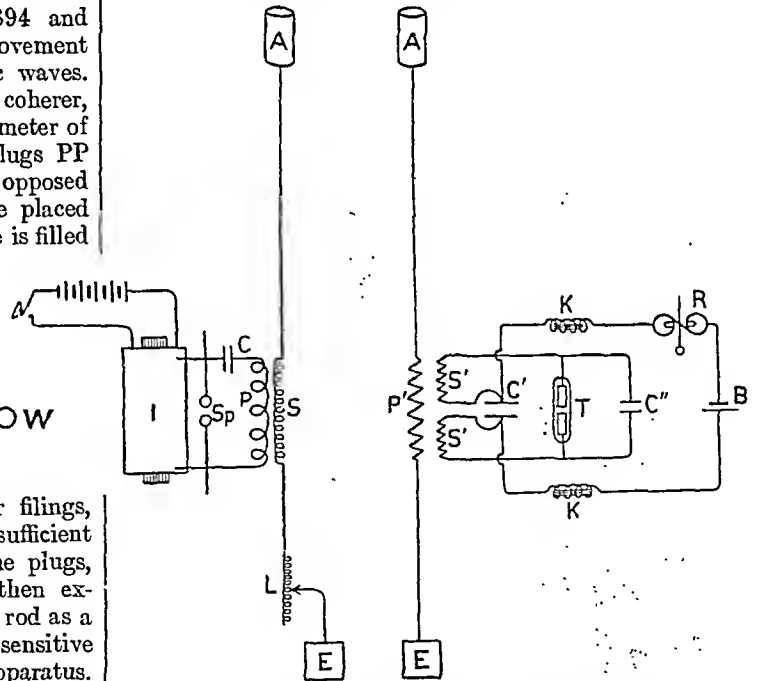 394 and
ovement
c waves.
coherer,
meter of
lugs PP
opposed
e placed
e is filled
ow
r filings,
sufficient
ne plugs,
then ex-
rod as a
sensitive
pparatus.
A
A
K
R
C
I
Sp
P
S
P'
S'
C'
S'
T
C"
B
K
L
E
E